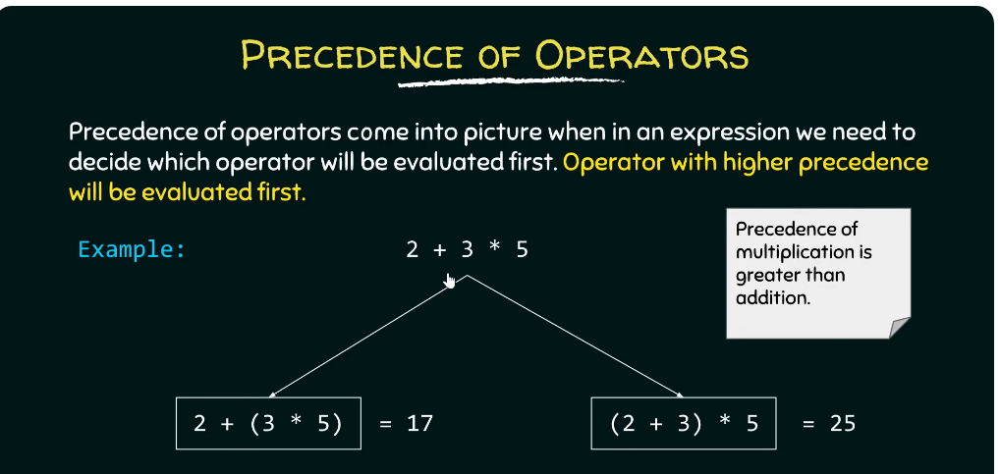 PRECEDENCE OF OPERATORS
Precedence of operators come into picture when in an expression we need to
decide which operator will be evaluated first. Operator with higher precedence
will be evaluated first.
Example:
2 + 3 * 5
Precedence of
multiplication is
greater than
addition.
2 + (3 * 5) = 17
(2 + 3) * 5 = 25